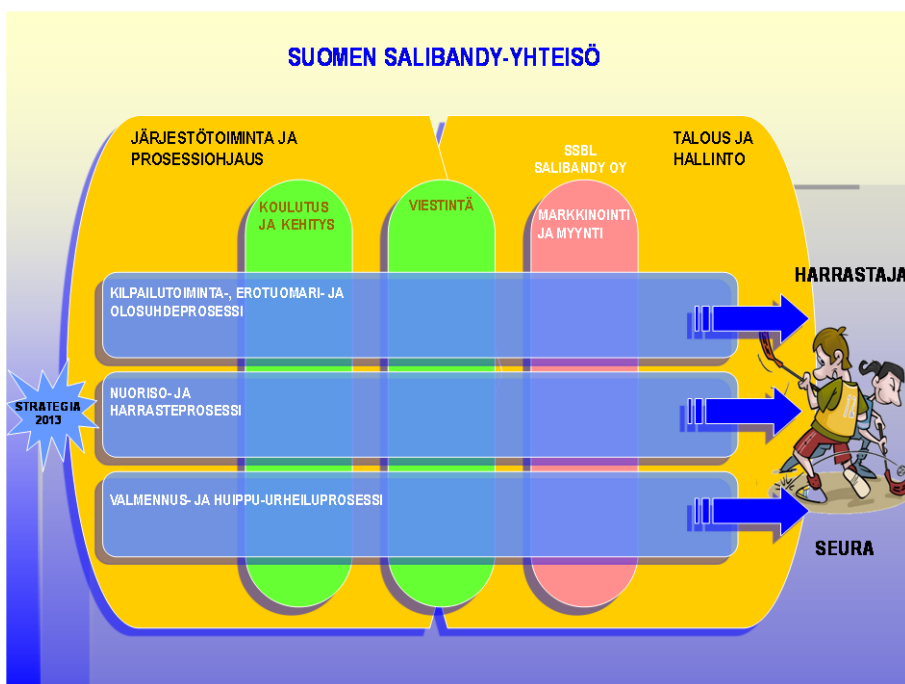 SUOMEN SALIBANDY-YHTEISÖ
JÄRJESTÖTOIMINTA JA
PROSESSIOHJAUS
TALOUS JA
HALLINTO
SSBL
SALIBANDY OY
KOULUTUS
JA KEHITYS
VIESTINTÄ
MARKKINOINTI
JA MYYNTI
HARRASTAJA
KILPAILUTOIMINTA-, EROTUOMARI- JA
OLOSUHDEPROSESSI
STRATEGIA
2013
NUORISO- JA
HARRASTEPROSESSI
VALMENNUS- JA HUIPPU-URHEILUPROSESSI
SEURA